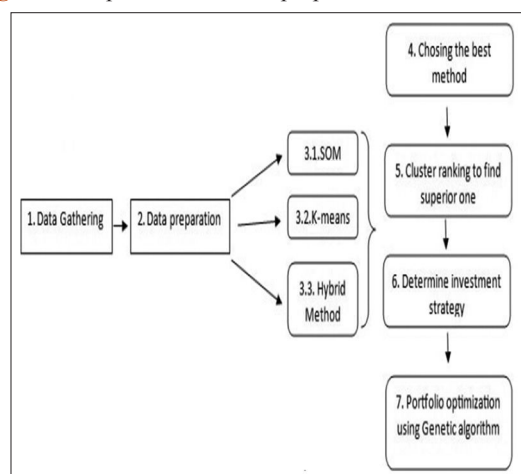 1. Data Gathering
2. Data preparation
3.1.SOM
3.2.K-means
3.3. Hybrid
Method
4. Chosing the best
method
5. Cluster ranking to find
superior one
6. Determine investment
strategy
7. Portfolio optimization
using Genetic algorithm